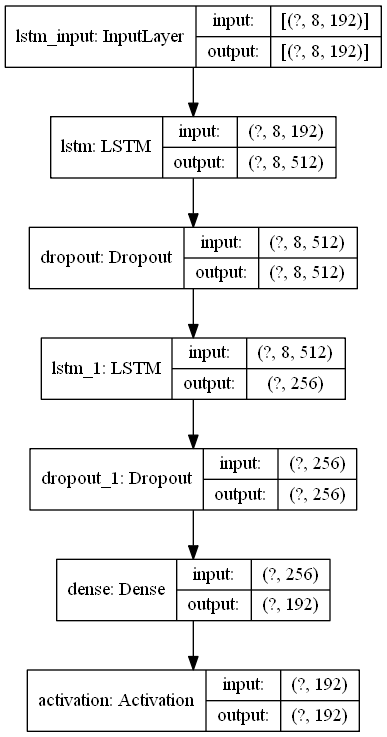 lstm_input: InputLayer
input: [(?, 8, 192)]
output: [(?, 8, 192)]
lstm: LSTM
input: (?, 8, 192)
output: (?, 8, 512)
dropout: Dropout
input: (?, 8, 512)
output: (?, 8, 512)
lstm_1: LSTM
input: (?, 8, 512)
output: (?, 256)
dropout_1: Dropout
input: (?, 256)
output: (?, 256)
dense: Dense
input: (?, 256)
output: (?, 192)
activation: Activation
input: (?, 192)
output: (?, 192)